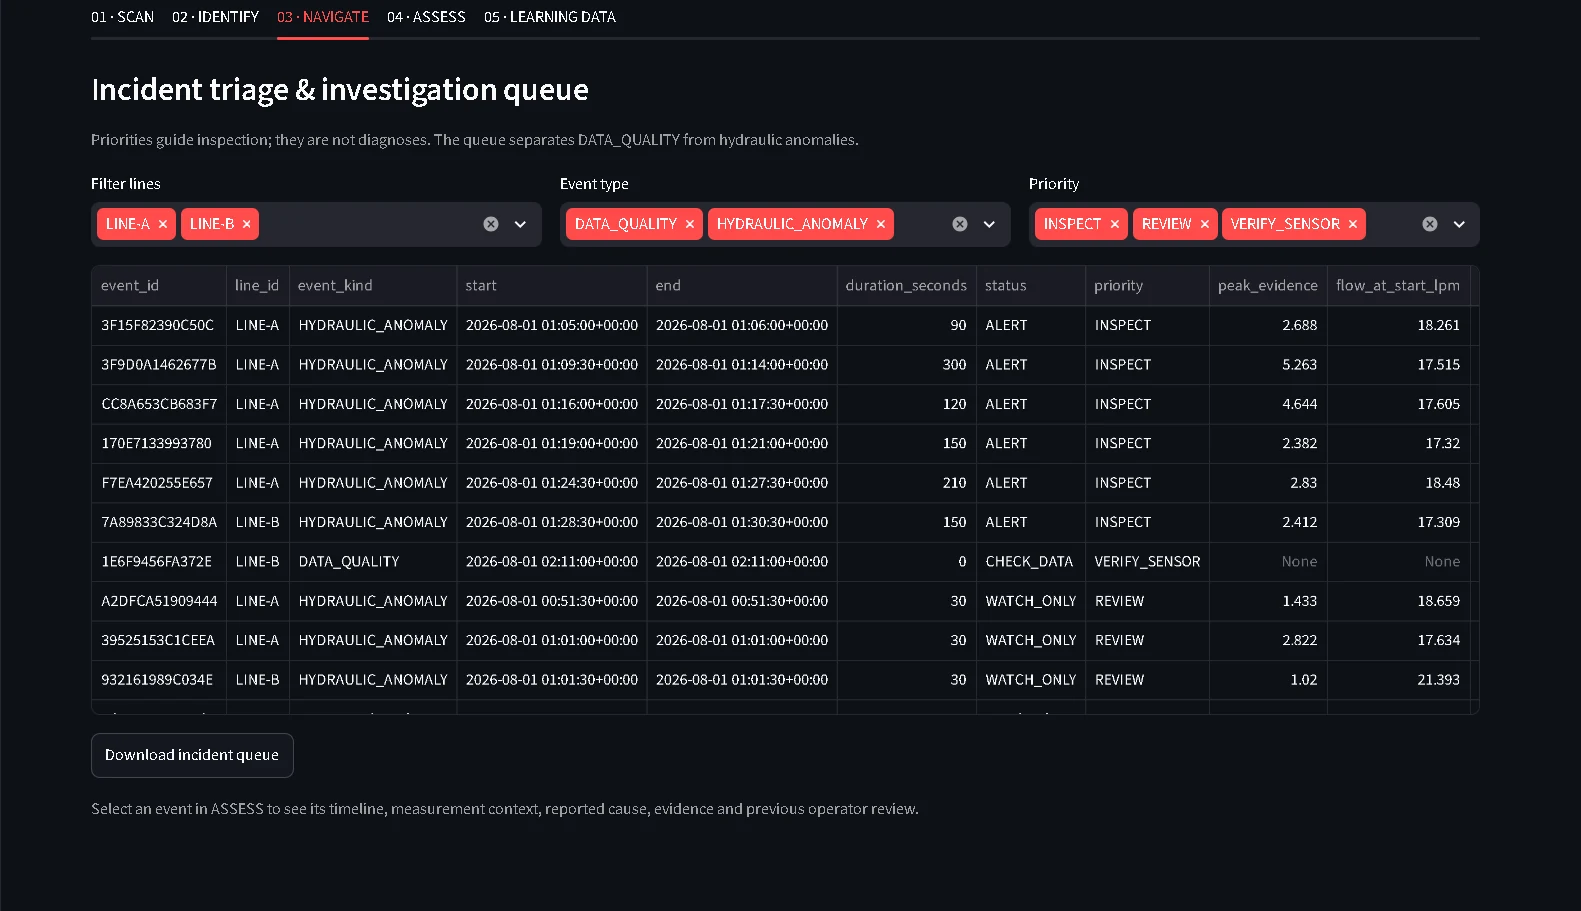 01 · SCAN 02 · IDENTIFY 03 · NAVIGATE 04 · ASSESS 05 · LEARNING DATA
Incident triage & investigation queue
Priorities guide inspection; they are not diagnoses. The queue separates DATA_QUALITY from hydraulic anomalies.
Filter lines Event type Priority
LINE-A × LINE-B × DATA_QUALITY × HYDRAULIC_ANOMALY × INSPECT × REVIEW × VERIFY_SENSOR ×
event_id line_id event_kind start end duration_seconds status priority peak_evidence flow_at_start_lpm
3F15F82390C50C LINE-A HYDRAULIC_ANOMALY 2026-08-01 01:05:00+00:00 2026-08-01 01:06:00+00:00 90 ALERT INSPECT 2.688 18.261
3F9D0A1462677B LINE-A HYDRAULIC_ANOMALY 2026-08-01 01:09:30+00:00 2026-08-01 01:14:00+00:00 300 ALERT INSPECT 5.263 17.515
CC8A653CB683F7 LINE-A HYDRAULIC_ANOMALY 2026-08-01 01:16:00+00:00 2026-08-01 01:17:30+00:00 120 ALERT INSPECT 4.644 17.605
170E7133993780 LINE-A HYDRAULIC_ANOMALY 2026-08-01 01:19:00+00:00 2026-08-01 01:21:00+00:00 150 ALERT INSPECT 2.382 17.32
F7EA420255E657 LINE-A HYDRAULIC_ANOMALY 2026-08-01 01:24:30+00:00 2026-08-01 01:27:30+00:00 210 ALERT INSPECT 2.83 18.48
7A89833C324D8A LINE-B HYDRAULIC_ANOMALY 2026-08-01 01:28:30+00:00 2026-08-01 01:30:30+00:00 150 ALERT INSPECT 2.412 17.309
1E6F9456FA372E LINE-B DATA_QUALITY 2026-08-01 02:11:00+00:00 2026-08-01 02:11:00+00:00 0 CHECK_DATA VERIFY_SENSOR None None
A2DFCA51909444 LINE-A HYDRAULIC_ANOMALY 2026-08-01 00:51:30+00:00 2026-08-01 00:51:30+00:00 30 WATCH_ONLY REVIEW 1.433 18.659
39525153C1CEEA LINE-A HYDRAULIC_ANOMALY 2026-08-01 01:01:00+00:00 2026-08-01 01:01:00+00:00 30 WATCH_ONLY REVIEW 2.822 17.634
932161989C034E LINE-B HYDRAULIC_ANOMALY 2026-08-01 01:01:30+00:00 2026-08-01 01:01:30+00:00 30 WATCH_ONLY REVIEW 1.02 21.393
Download incident queue
Select an event in ASSESS to see its timeline, measurement context, reported cause, evidence and previous operator review.